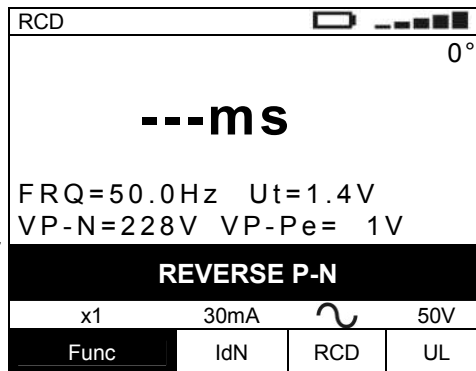 RCD
0°
---ms
FRQ=50.0Hz Ut=1.4V
VP-N=228V VP-Pe= 1V
REVERSE P-N
x1 30mA 50V
Func IdN RCD UL